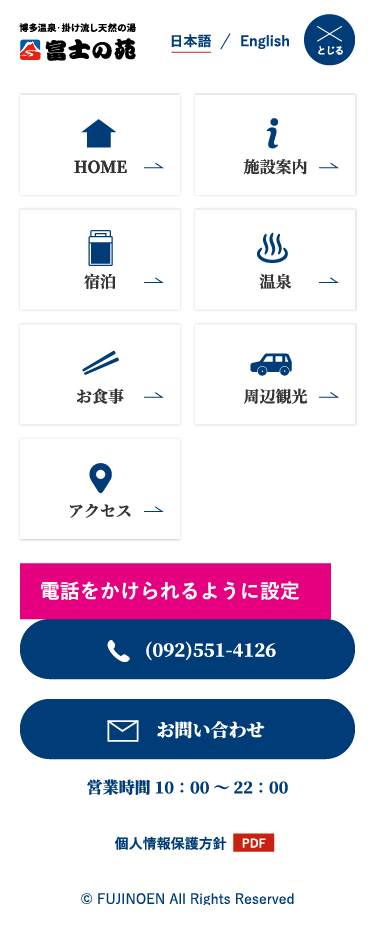 博多温泉・掛け流し天然の湯
富士の苑
日本語 / English
とじる
HOME
施設案内
宿泊
温泉
お食事
周辺観光
アクセス
電話をかけられるように設定
(092)551-4126
お問い合わせ
営業時間 10：00 〜 22：00
個人情報保護方針 PDF
© FUJINOEN All Rights Reserved